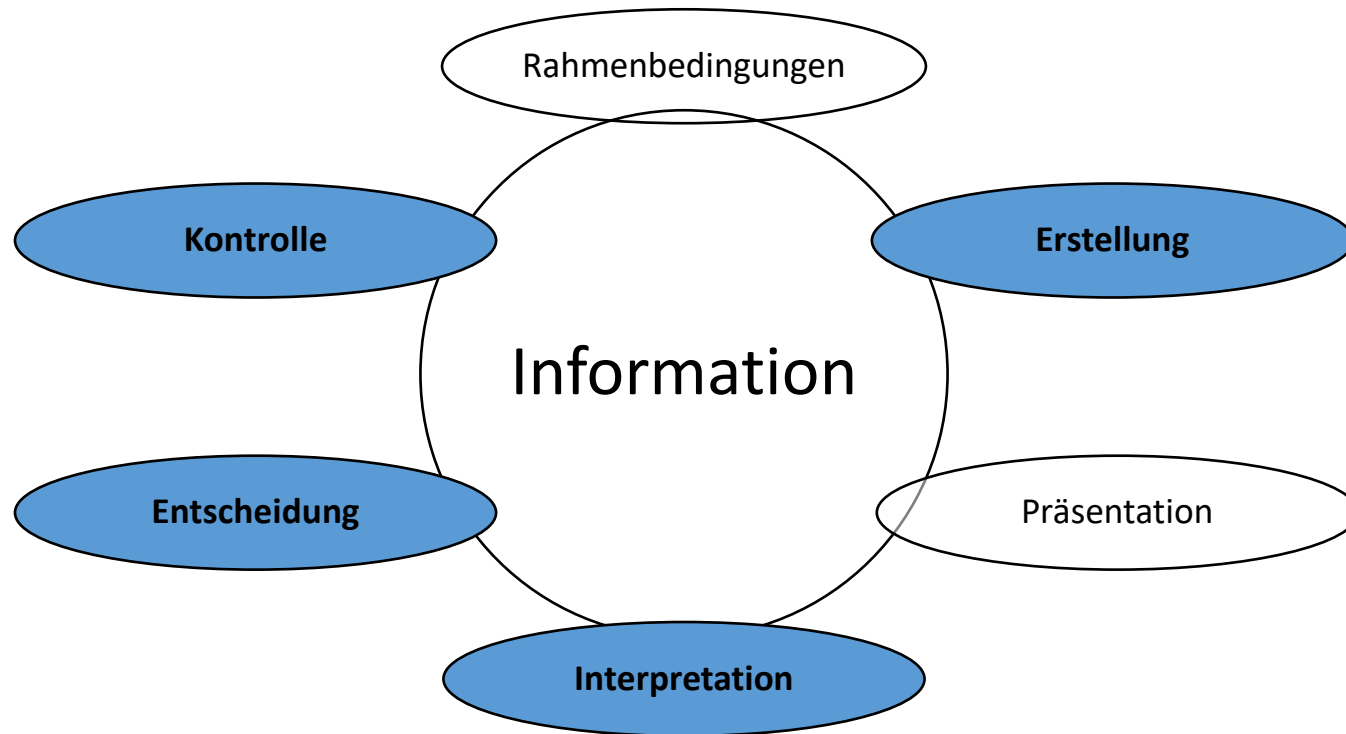 Rahmenbedingungen
Kontrolle
Erstellung
Information
Entscheidung
Präsentation
Interpretation